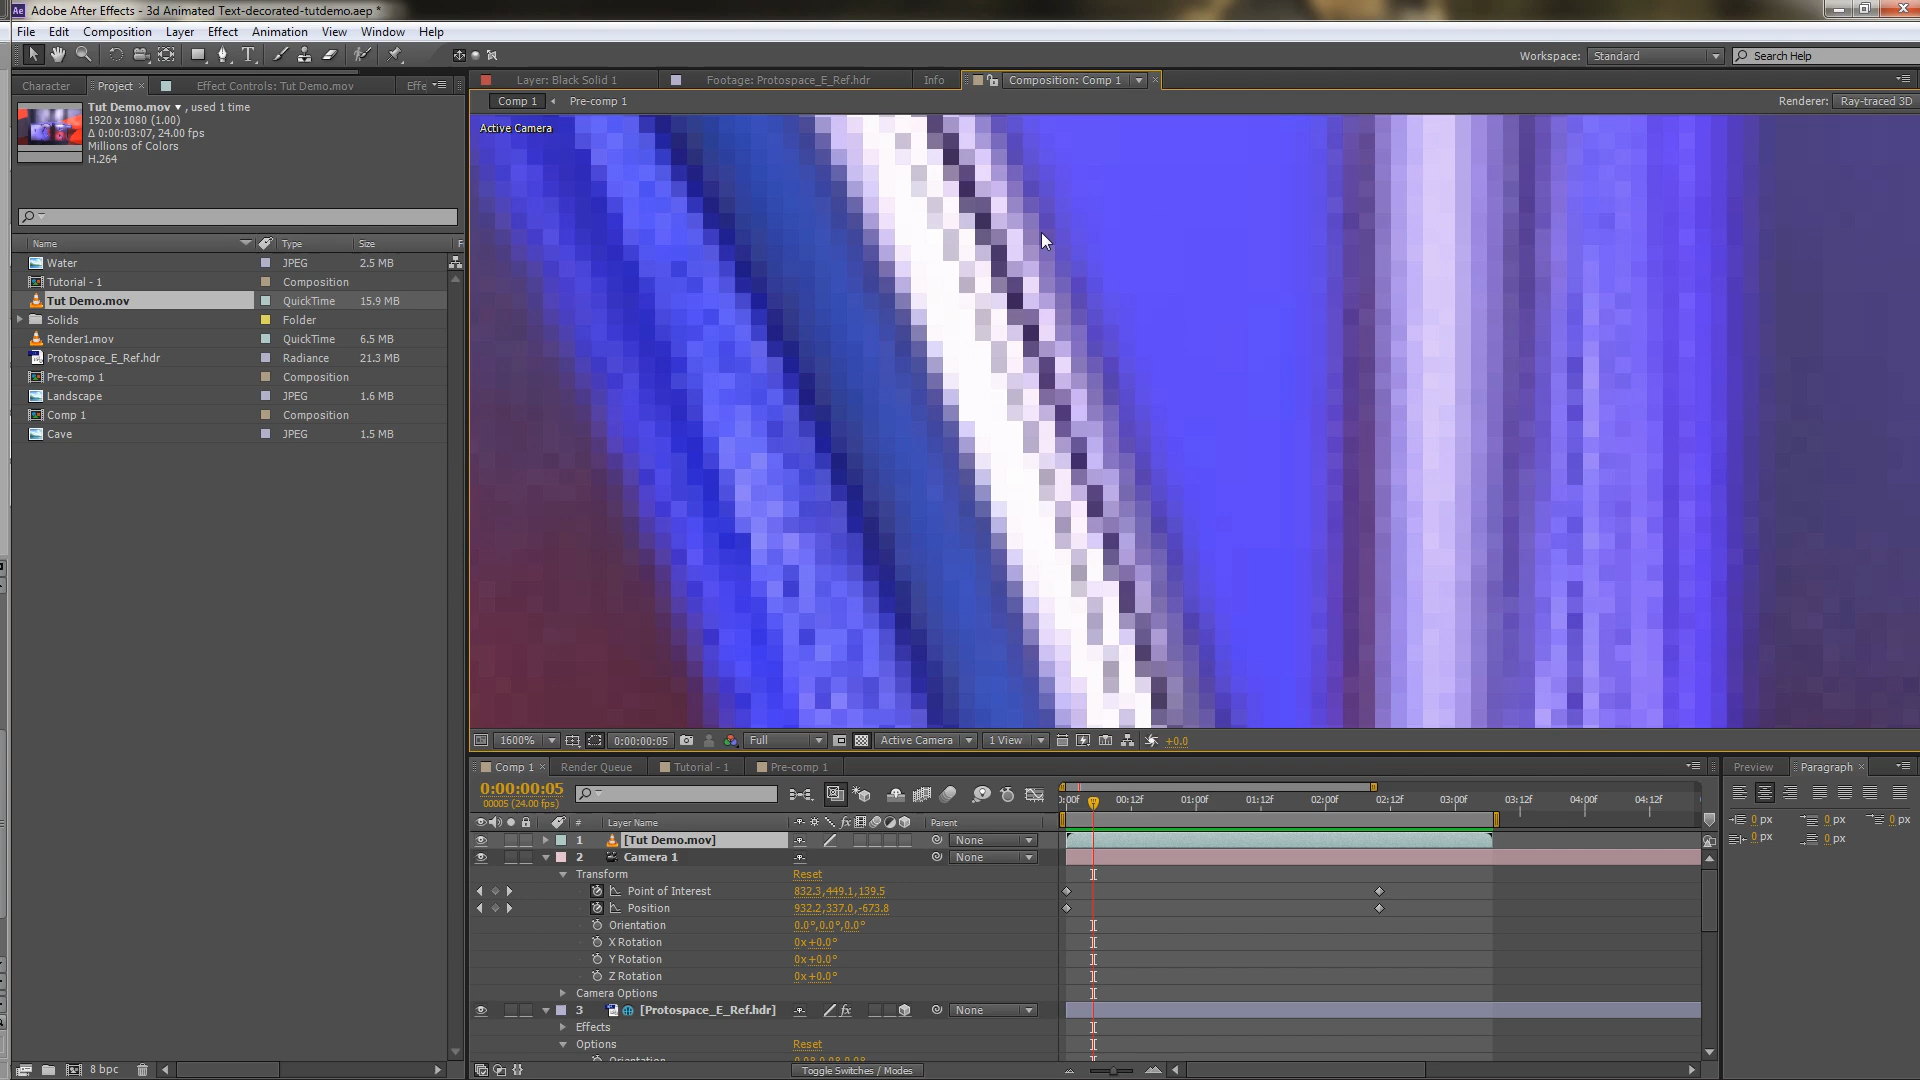 Adobe After Effects - 3d Animated Text-decorated-tutdemo.aep *
File Edit Composition Layer Effect Animation View Window Help
Workspace: Standard Search Help
Character Project Effect Controls: Tut Demo.mov Effe
Layer: Black Solid 1 Footage: Protospace_E_Ref.hdr Info Composition: Comp 1
Comp 1 Pre-comp 1 Renderer: Ray-traced 3D
Tut Demo.mov , used 1 time
1920 x 1080 (1.00)
Δ 0:00:03:07, 24.00 fps
Millions of Colors
H.264
Active Camera
Name Type Size F
Water JPEG 2.5 MB
Tutorial - 1 Composition
Tut Demo.mov QuickTime 15.9 MB
Solids Folder
Render1.mov QuickTime 6.5 MB
Protospace_E_Ref.hdr Radiance 21.3 MB
Pre-comp 1 Composition
Landscape JPEG 1.6 MB
Comp 1 Composition
Cave JPEG 1.5 MB
1600% 0:00:00:05 Full Active Camera 1 View +0.0
Comp 1 Render Queue Tutorial - 1 Pre-comp 1
Preview Paragraph
0:00:00:05
00005 (24.00 fps)
0:00f 00:12f 01:00f 01:12f 02:00f 02:12f 03:00f 03:12f 04:00f 04:12f
# Layer Name Parent
0 px 0 px 0 px
0 px 0 px
1 [Tut Demo.mov] None
2 Camera 1 None
Transform Reset
Point of Interest 832.3,449.1,139.5
Position 932.2,337.0,-673.8
Orientation 0.0°,0.0°,0.0°
X Rotation 0x+0.0°
Y Rotation 0x+0.0°
Z Rotation 0x+0.0°
Camera Options
3 [Protospace_E_Ref.hdr] fx None
Effects
Options Reset
8 bpc
Toggle Switches / Modes